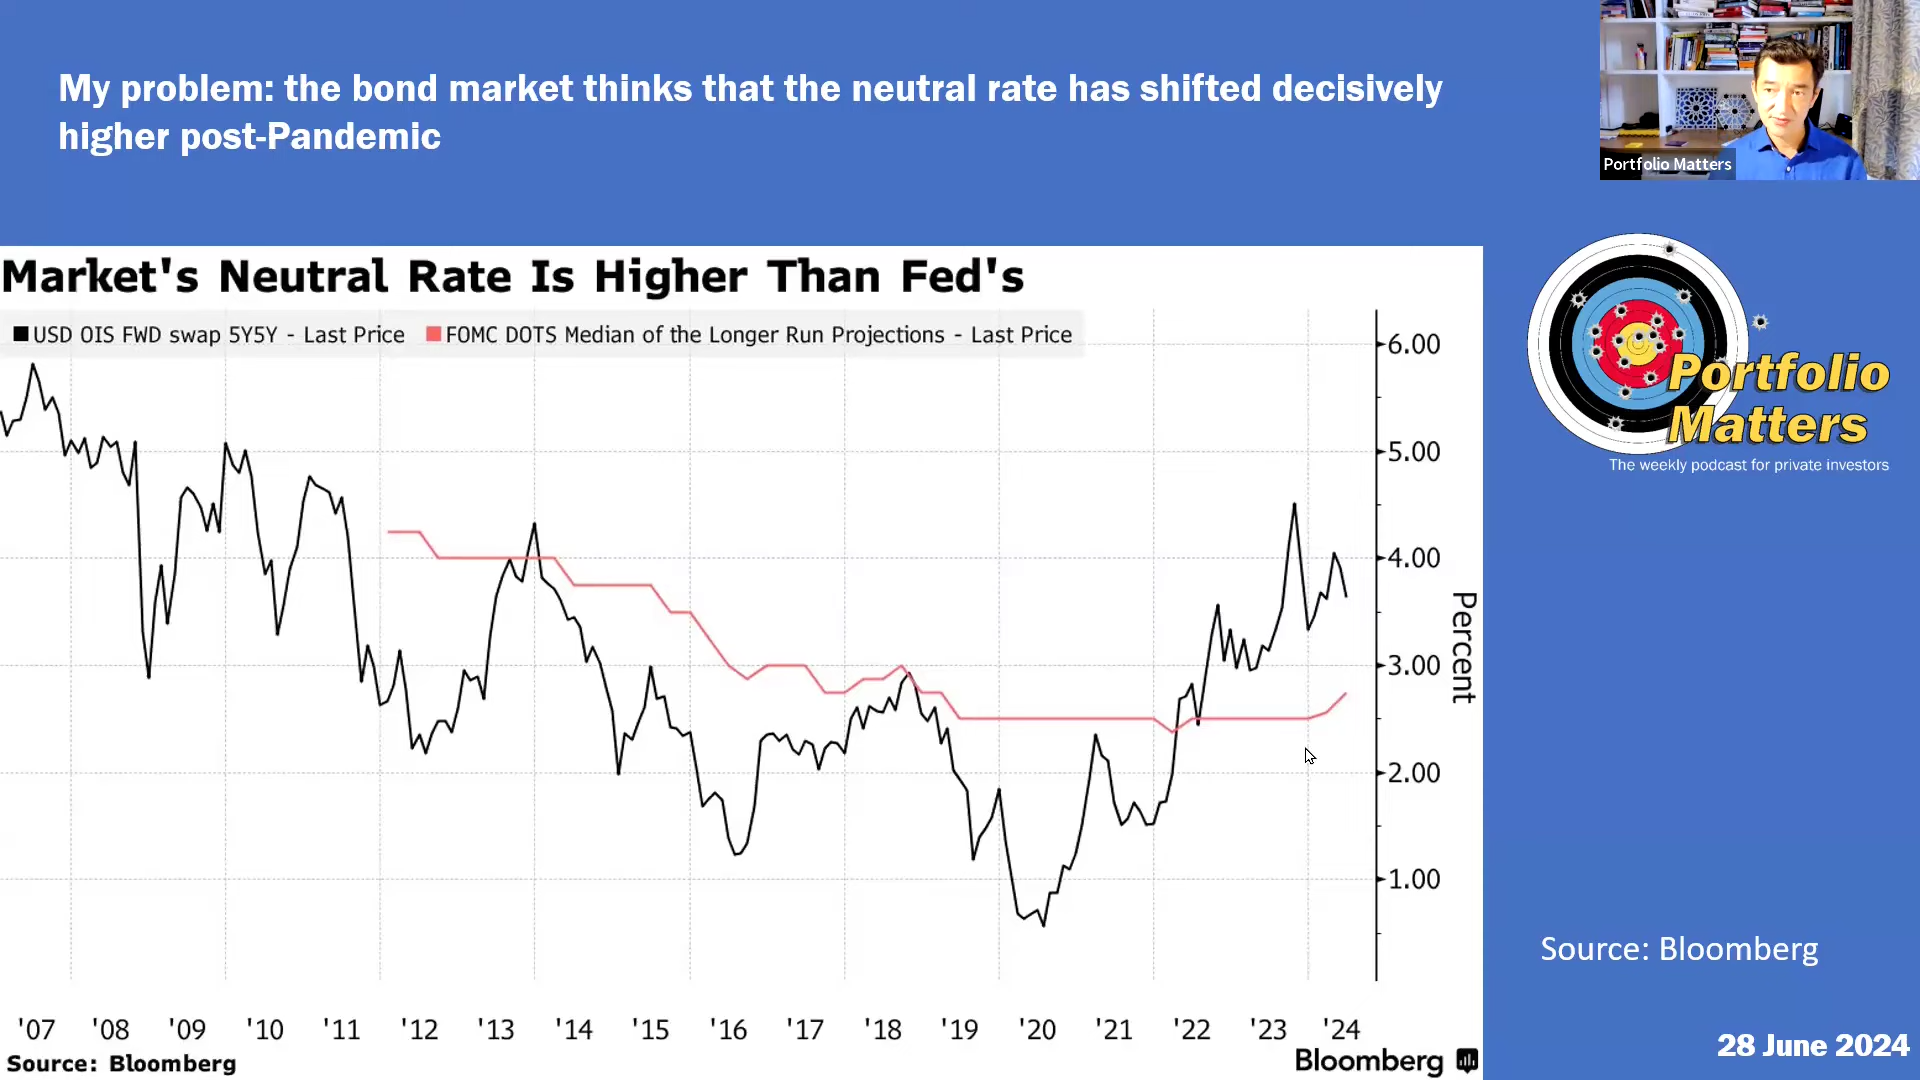 My problem: the bond market thinks that the neutral rate has shifted decisively
higher post-Pandemic
Portfolio Matters
Market's Neutral Rate Is Higher Than Fed's
USD OIS FWD swap 5Y5Y - Last Price FOMC DOTS Median of the Longer Run Projections - Last Price
6.00
5.00
4.00
3.00
2.00
1.00
Percent
'07 '08 '09 '10 '11 '12 '13 '14 '15 '16 '17 '18 '19 '20 '21 '22 '23 '24
Source: Bloomberg
Bloomberg
Portfolio
Matters
The weekly podcast for private investors
Source: Bloomberg
28 June 2024